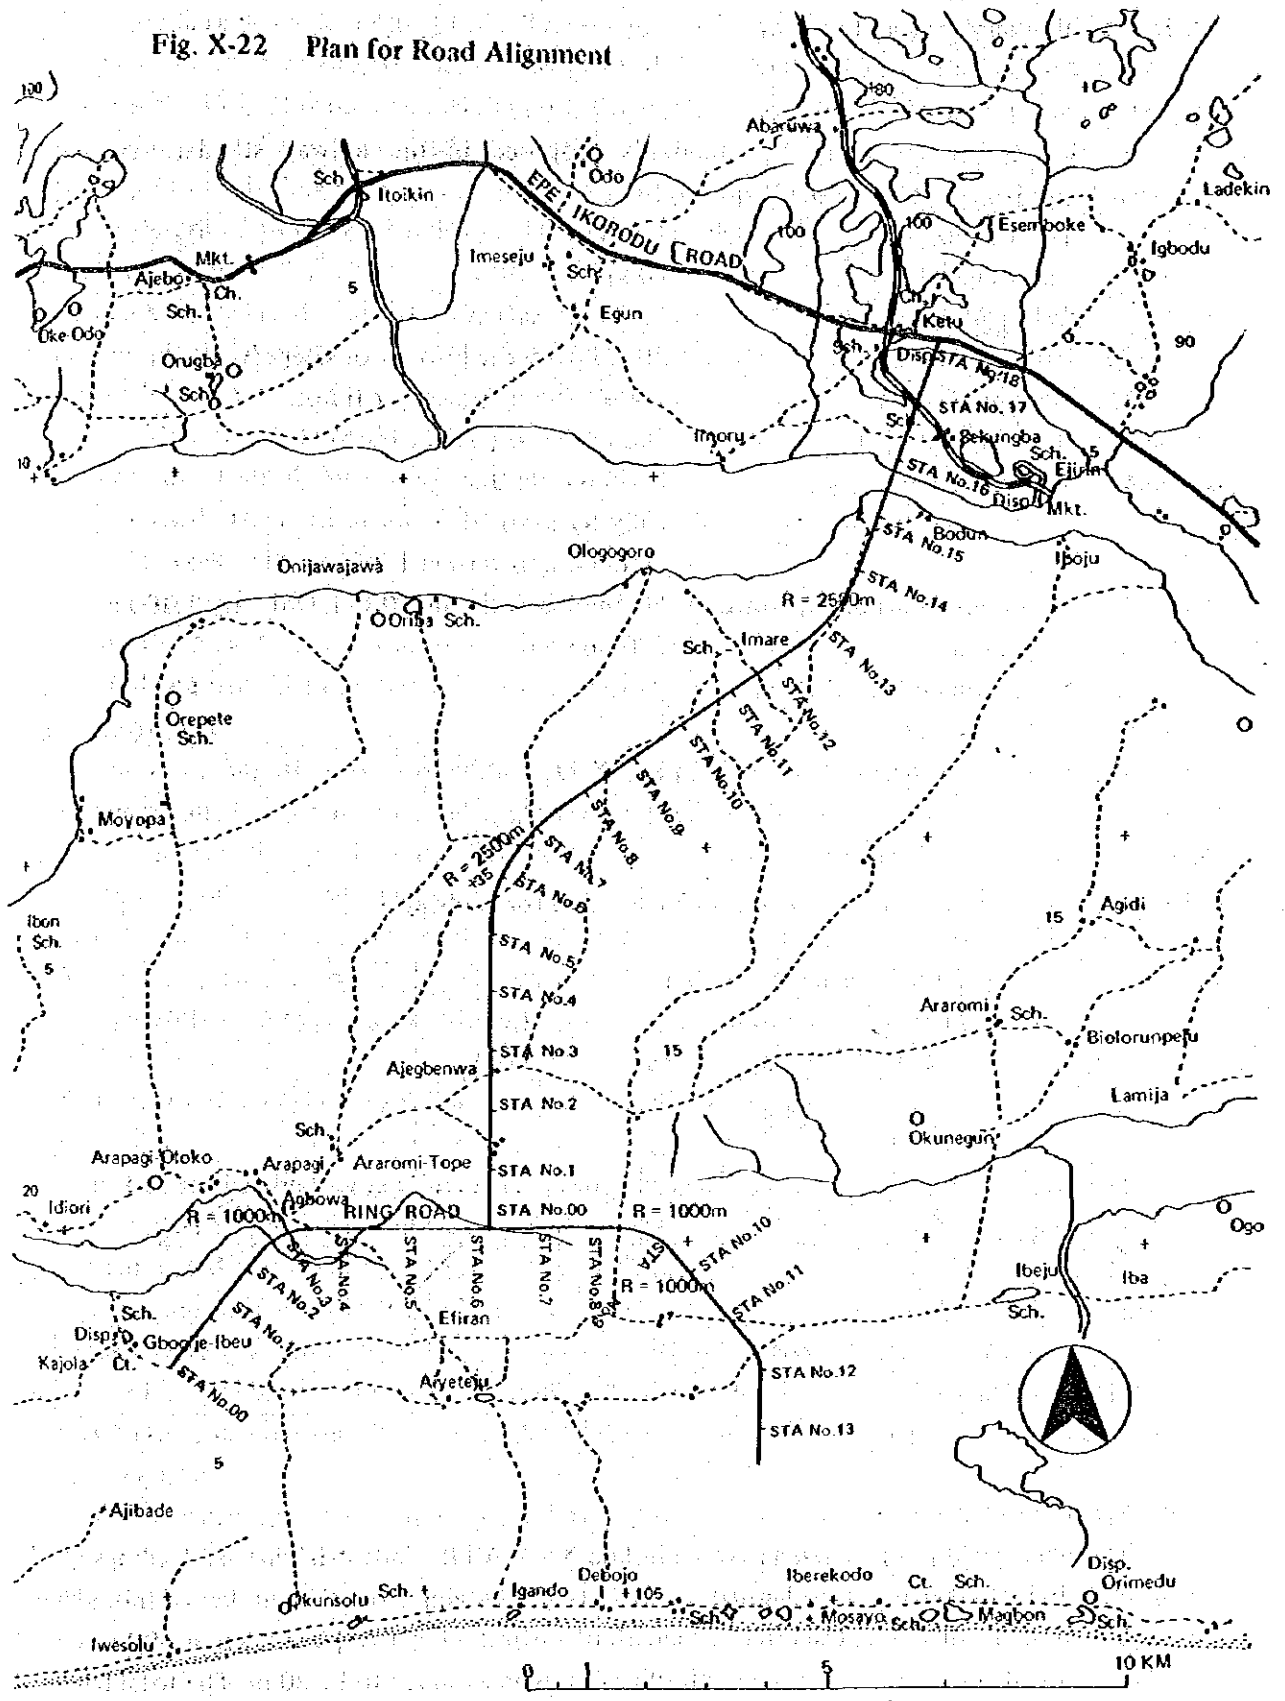 Fig. X-22 Plan for Road Alignment
100)
180
Abaruwa
Sch
Itoikin
Odo
Ladekin
EPE IKORODU ROAD
100
100
Esemboke
Igbodu
Mkt.
Ajebo
Ch.
Sch.
Imeseju
Sch.
5
Egun
Ch.
Ketu
Oke-Odo
Sch.
Disp.
STA No.18
90
Orugba
Sch.
STA No. 17
Sch.
Sekungba
Sch.
5
Ejirin
10
Imoru
STA No.16
Disp.
Mkt.
Bodun
STA No.15
Iboju
Onijawajawa
Ologogoro
STA No.14
R = 2500m
Oriba Sch.
Imare
Sch.
STA No.13
STA No.12
Orepete
Sch.
STA No.11
STA No.10
STA No.9
Moyopa
STA No.8
R = 2500m
+35
STA No.7
STA No.6
Ibon
Sch.
5
15
Agidi
STA No.5
STA No.4
Araromi
Sch.
STA No.3
15
Biolorunpelu
Ajegbenwa
STA No.2
Lamija
Sch.
Okunegun
Arapagi-Otoko
Arapagi
Araromi-Tope
STA No.1
20
Idiori
Agbowa
R = 1000m
RING ROAD
STA No.00
R = 1000m
Ogo
STA No.3
STA No.4
STA No.5
STA No.6
STA No.7
STA No.8
STA
STA No.10
STA No.11
R = 1000m
Ibeju
Sch.
Iba
STA No.2
STA No.1
Sch.
Disp.
Efiran
Kajola
Ct.
STA No.00
Aiyeteju
STA No.12
STA No.13
5
Ajibade
Disp.
Orimedu
Okunsolu
Sch.
Igando
Debojo
105
Iberekodo
Ct.
Sch.
Sch.
Mosayo
Sch.
Magbon
Sch.
Iwesolu
0 1 5 10 KM